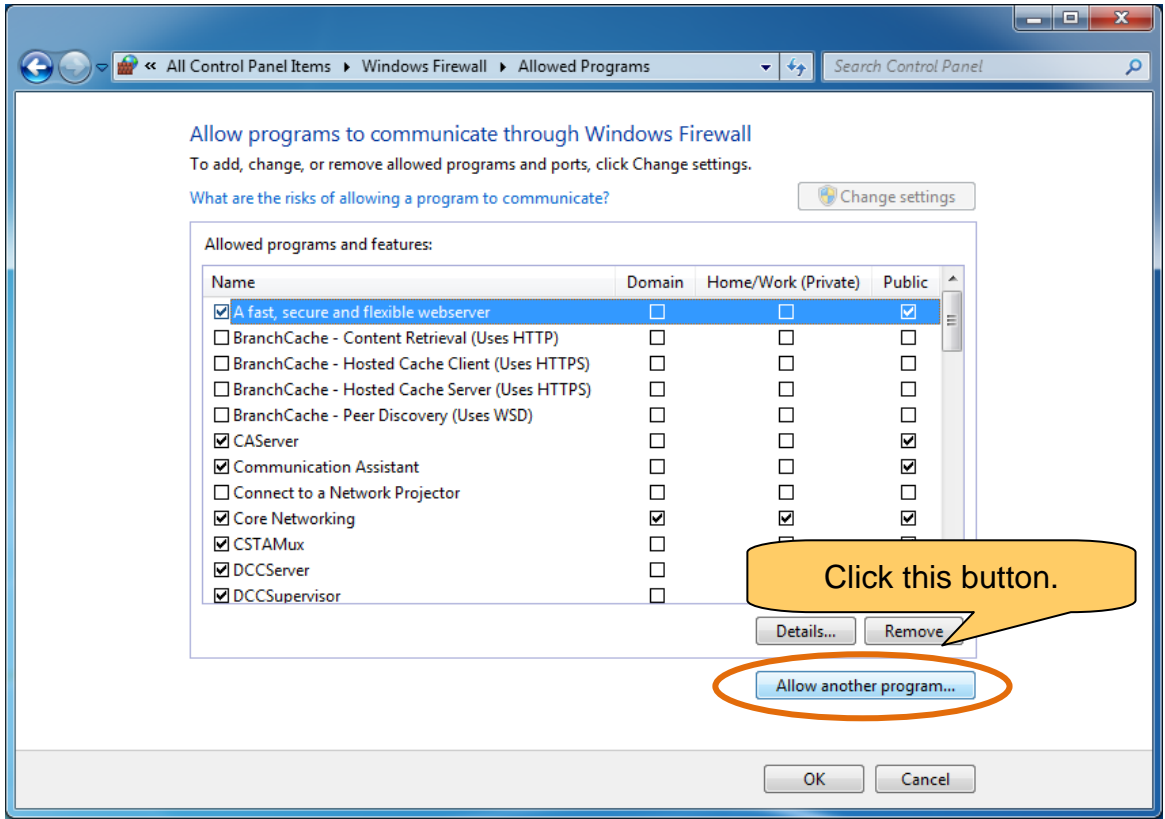 « All Control Panel Items ▸ Windows Firewall ▸ Allowed Programs
Search Control Panel
Allow programs to communicate through Windows Firewall
To add, change, or remove allowed programs and ports, click Change settings.
What are the risks of allowing a program to communicate?
Change settings
Allowed programs and features:
Name Domain Home/Work (Private) Public
A fast, secure and flexible webserver
BranchCache - Content Retrieval (Uses HTTP)
BranchCache - Hosted Cache Client (Uses HTTPS)
BranchCache - Hosted Cache Server (Uses HTTPS)
BranchCache - Peer Discovery (Uses WSD)
CAServer
Communication Assistant
Connect to a Network Projector
Core Networking
CSTAMux
DCCServer
DCCSupervisor
Click this button.
Details... Remove
Allow another program...
OK Cancel